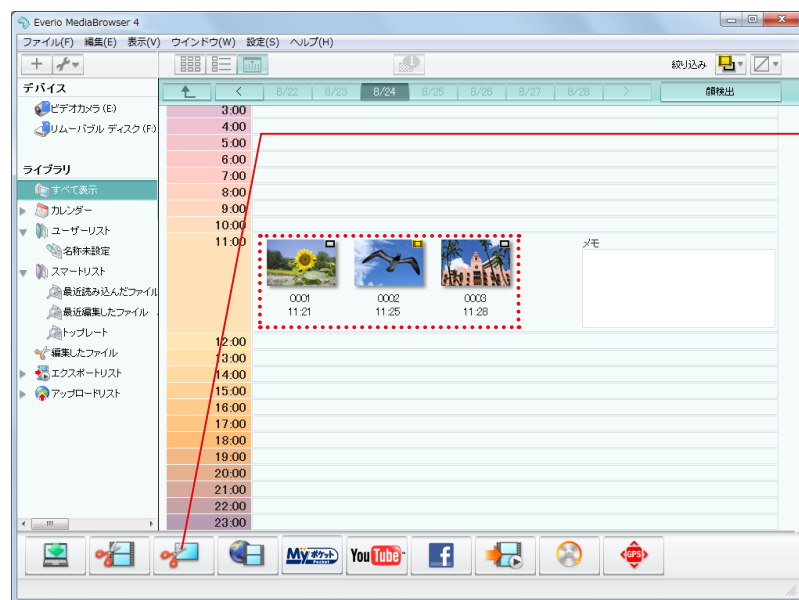 Everio MediaBrowser 4
ファイル(F) 編集(E) 表示(V) ウインドウ(W) 設定(S) ヘルプ(H)
絞り込み
デバイス
ビデオカメラ (E:)
リムーバブル ディスク (F:)
ライブラリ
すべて表示
カレンダー
ユーザーリスト
名称未設定
スマートリスト
最近読み込んだファイル
最近編集したファイル
トップレート
編集したファイル
エクスポートリスト
アップロードリスト
< 8/22 8/23 8/24 8/25 8/26 8/27 8/28 > 顔検出
3:00
4:00
5:00
6:00
7:00
8:00
9:00
10:00
11:00
メモ
0001 0002 0003
11:21 11:25 11:28
12:00
13:00
14:00
15:00
16:00
17:00
18:00
19:00
20:00
21:00
22:00
23:00
Myポケット Pocket YouTube f GPS